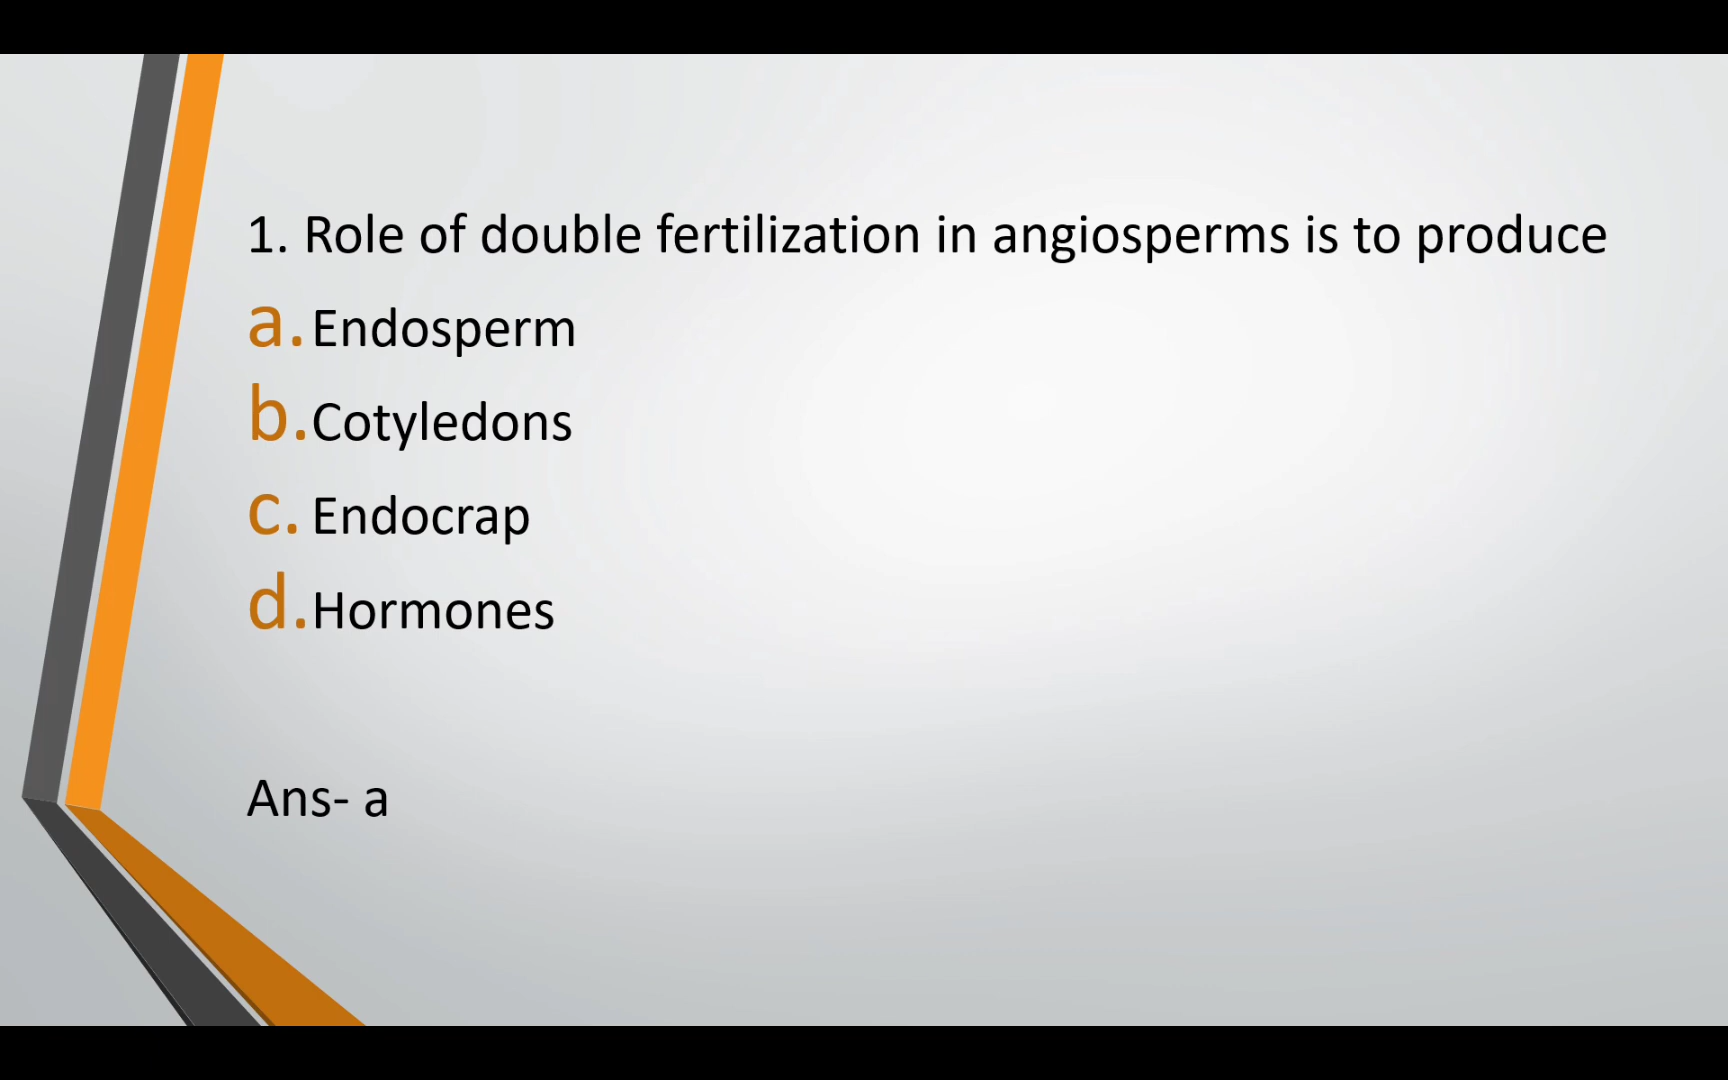 1. Role of double fertilization in angiosperms is to produce
a. Endosperm
b. Cotyledons
c. Endocrap
d. Hormones
Ans- a